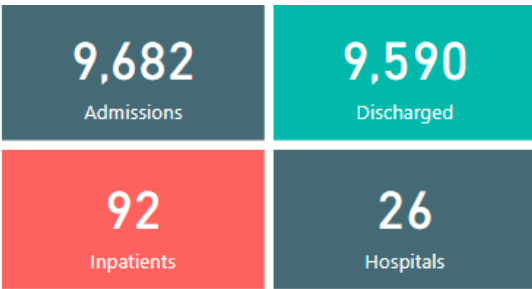 9,682
Admissions
9,590
Discharged
92
Inpatients
26
Hospitals